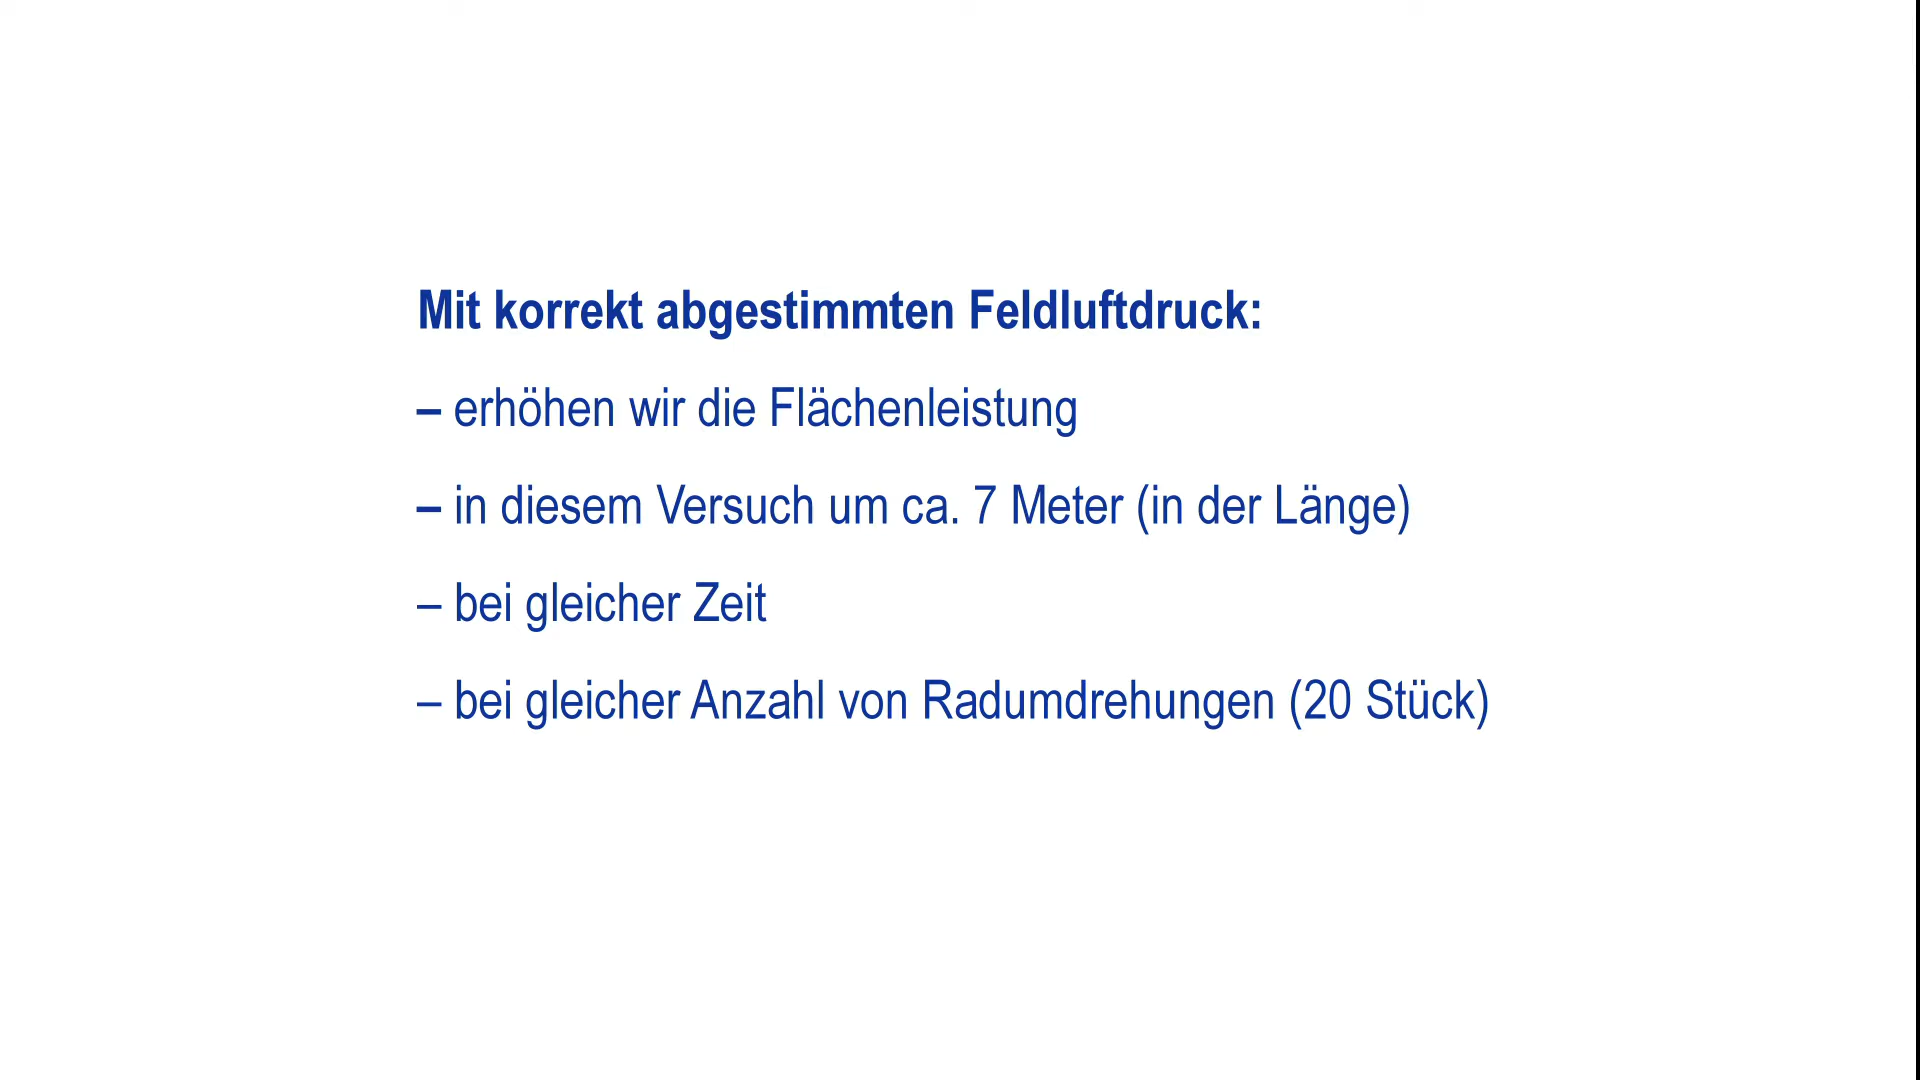 Mit korrekt abgestimmten Feldluftdruck:
– erhöhen wir die Flächenleistung
– in diesem Versuch um ca. 7 Meter (in der Länge)
– bei gleicher Zeit
– bei gleicher Anzahl von Radumdrehungen (20 Stück)